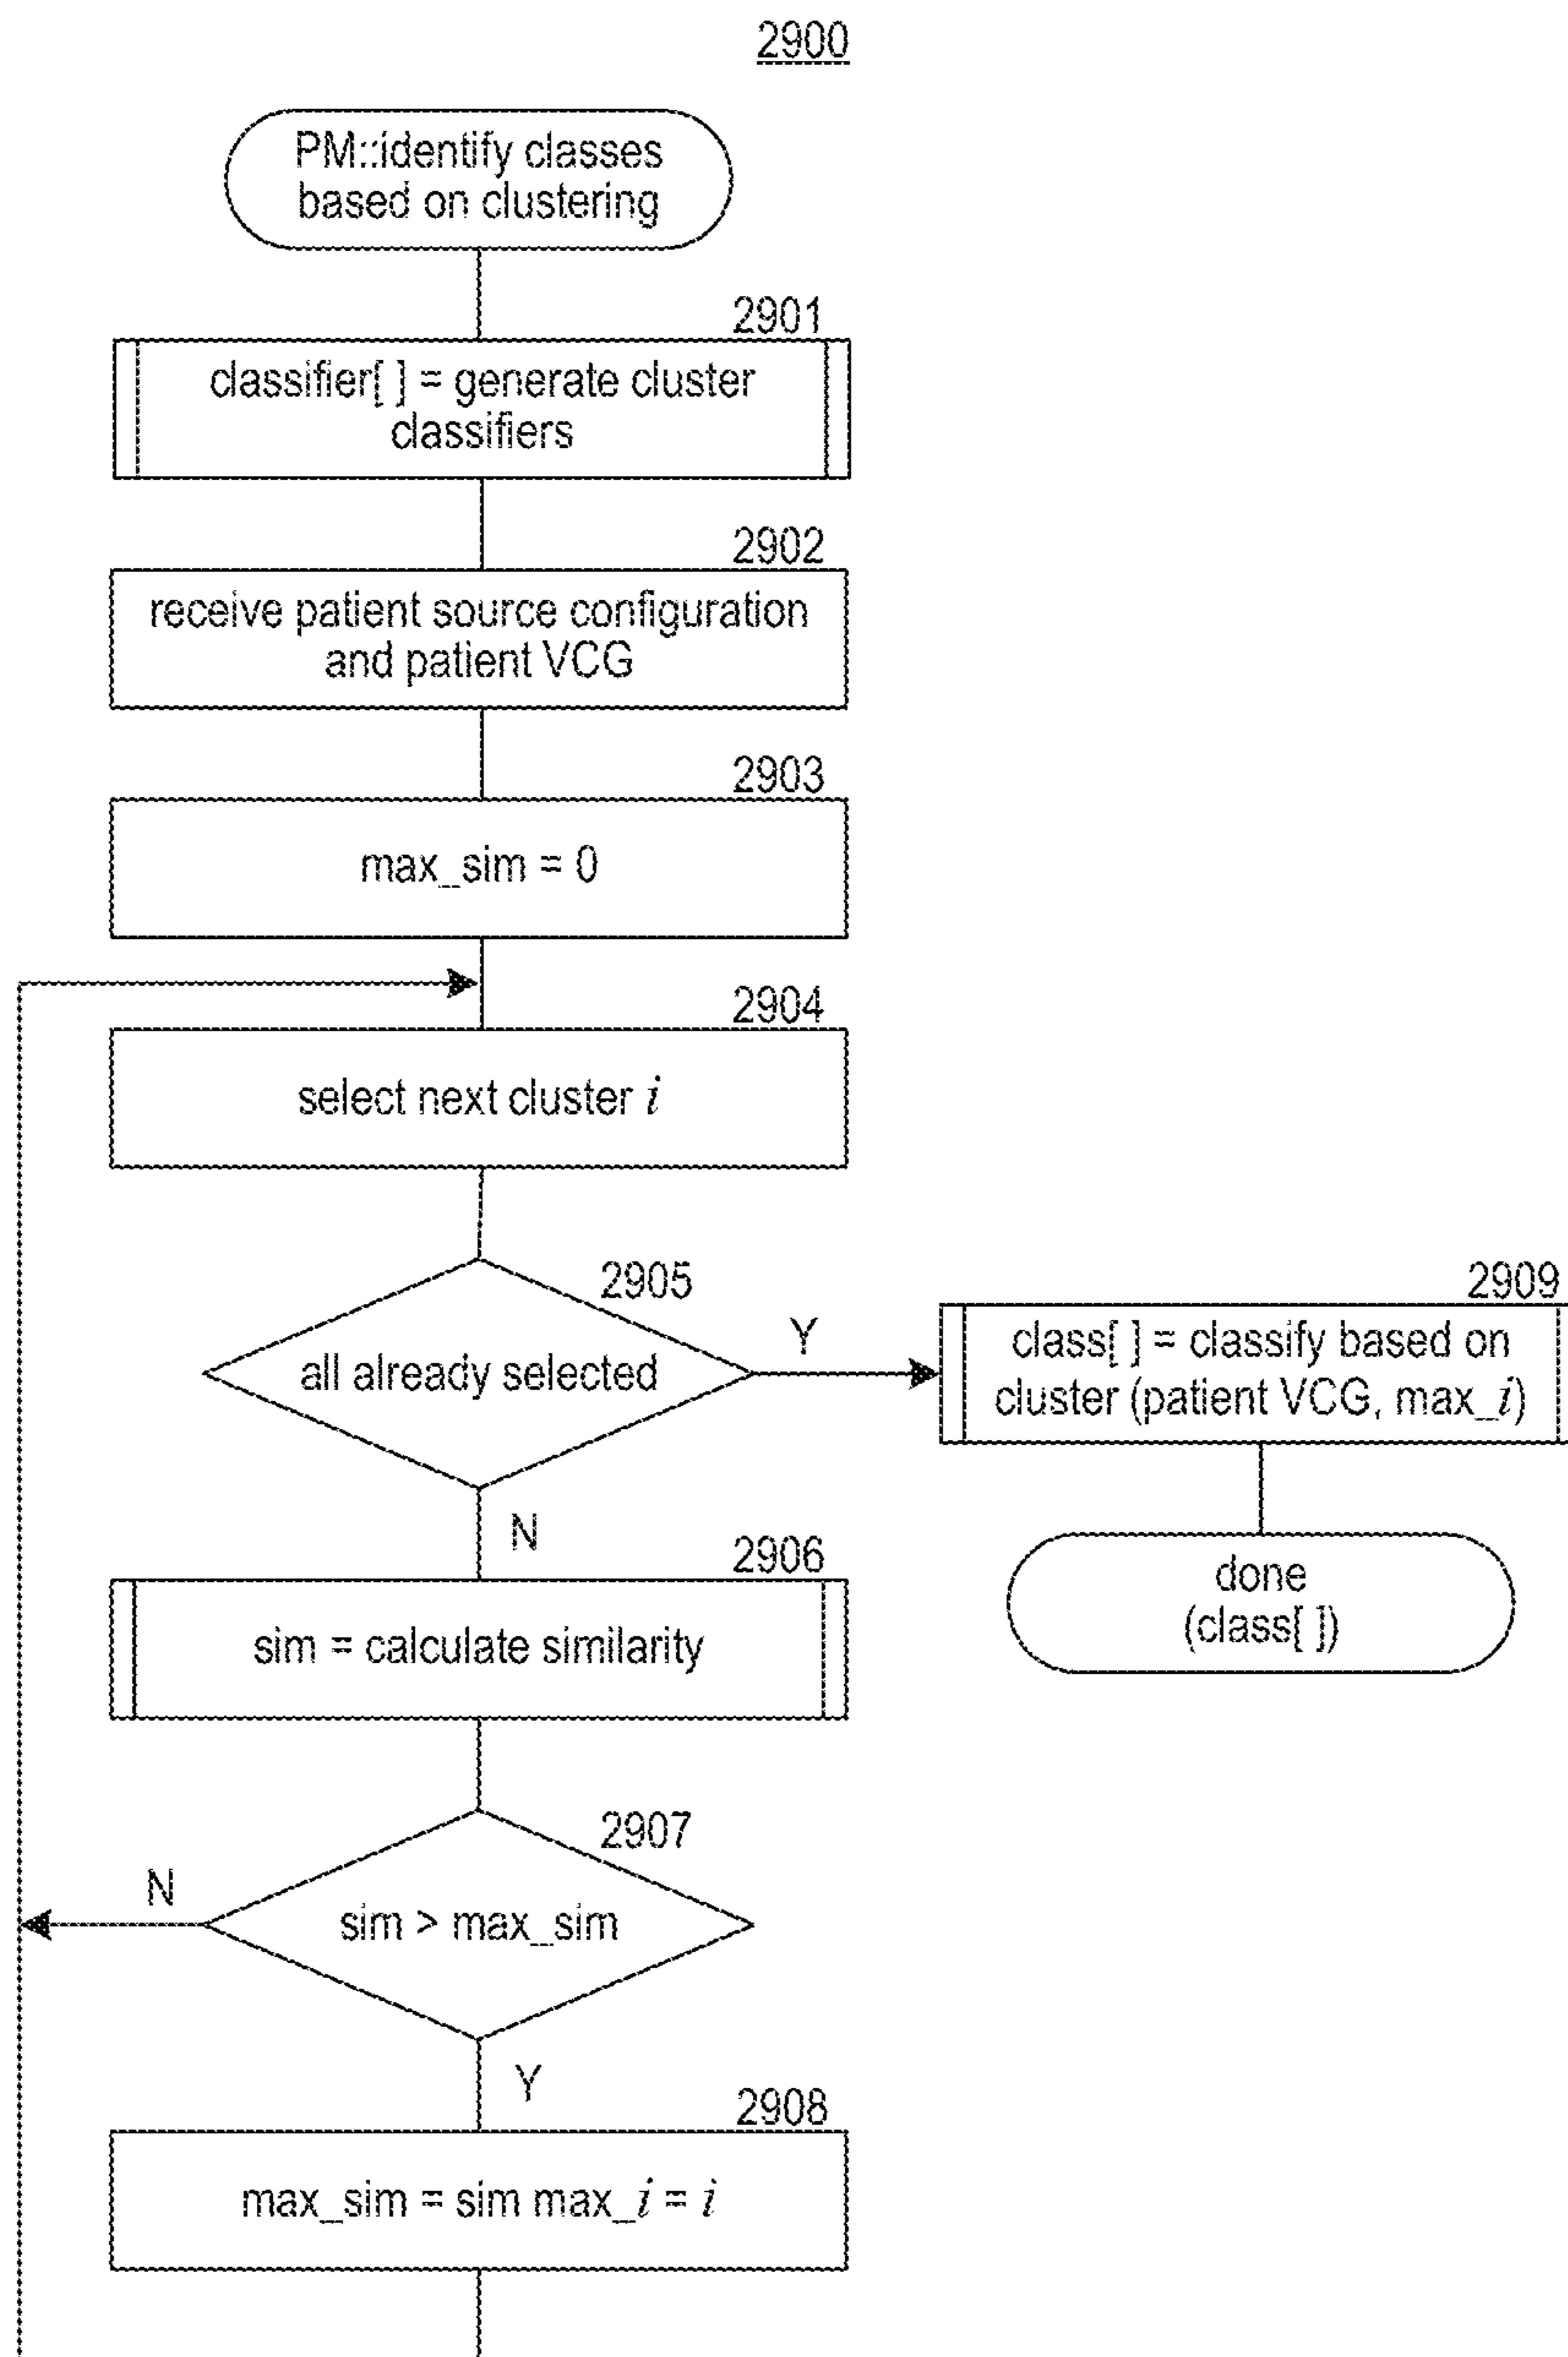 2900
PM::identify classes
based on clustering
2901
classifier[ ] = generate cluster
classifiers
2902
receive patient source configuration
and patient VCG
2903
max_sim = 0
2904
select next cluster i
2905
all already selected
Y
N
2909
class[ ] = classify based on
cluster (patient VCG, max_i)
done
(class[ ])
2906
sim = calculate similarity
2907
sim > max_sim
N
Y
2908
max_sim = sim max_i = i